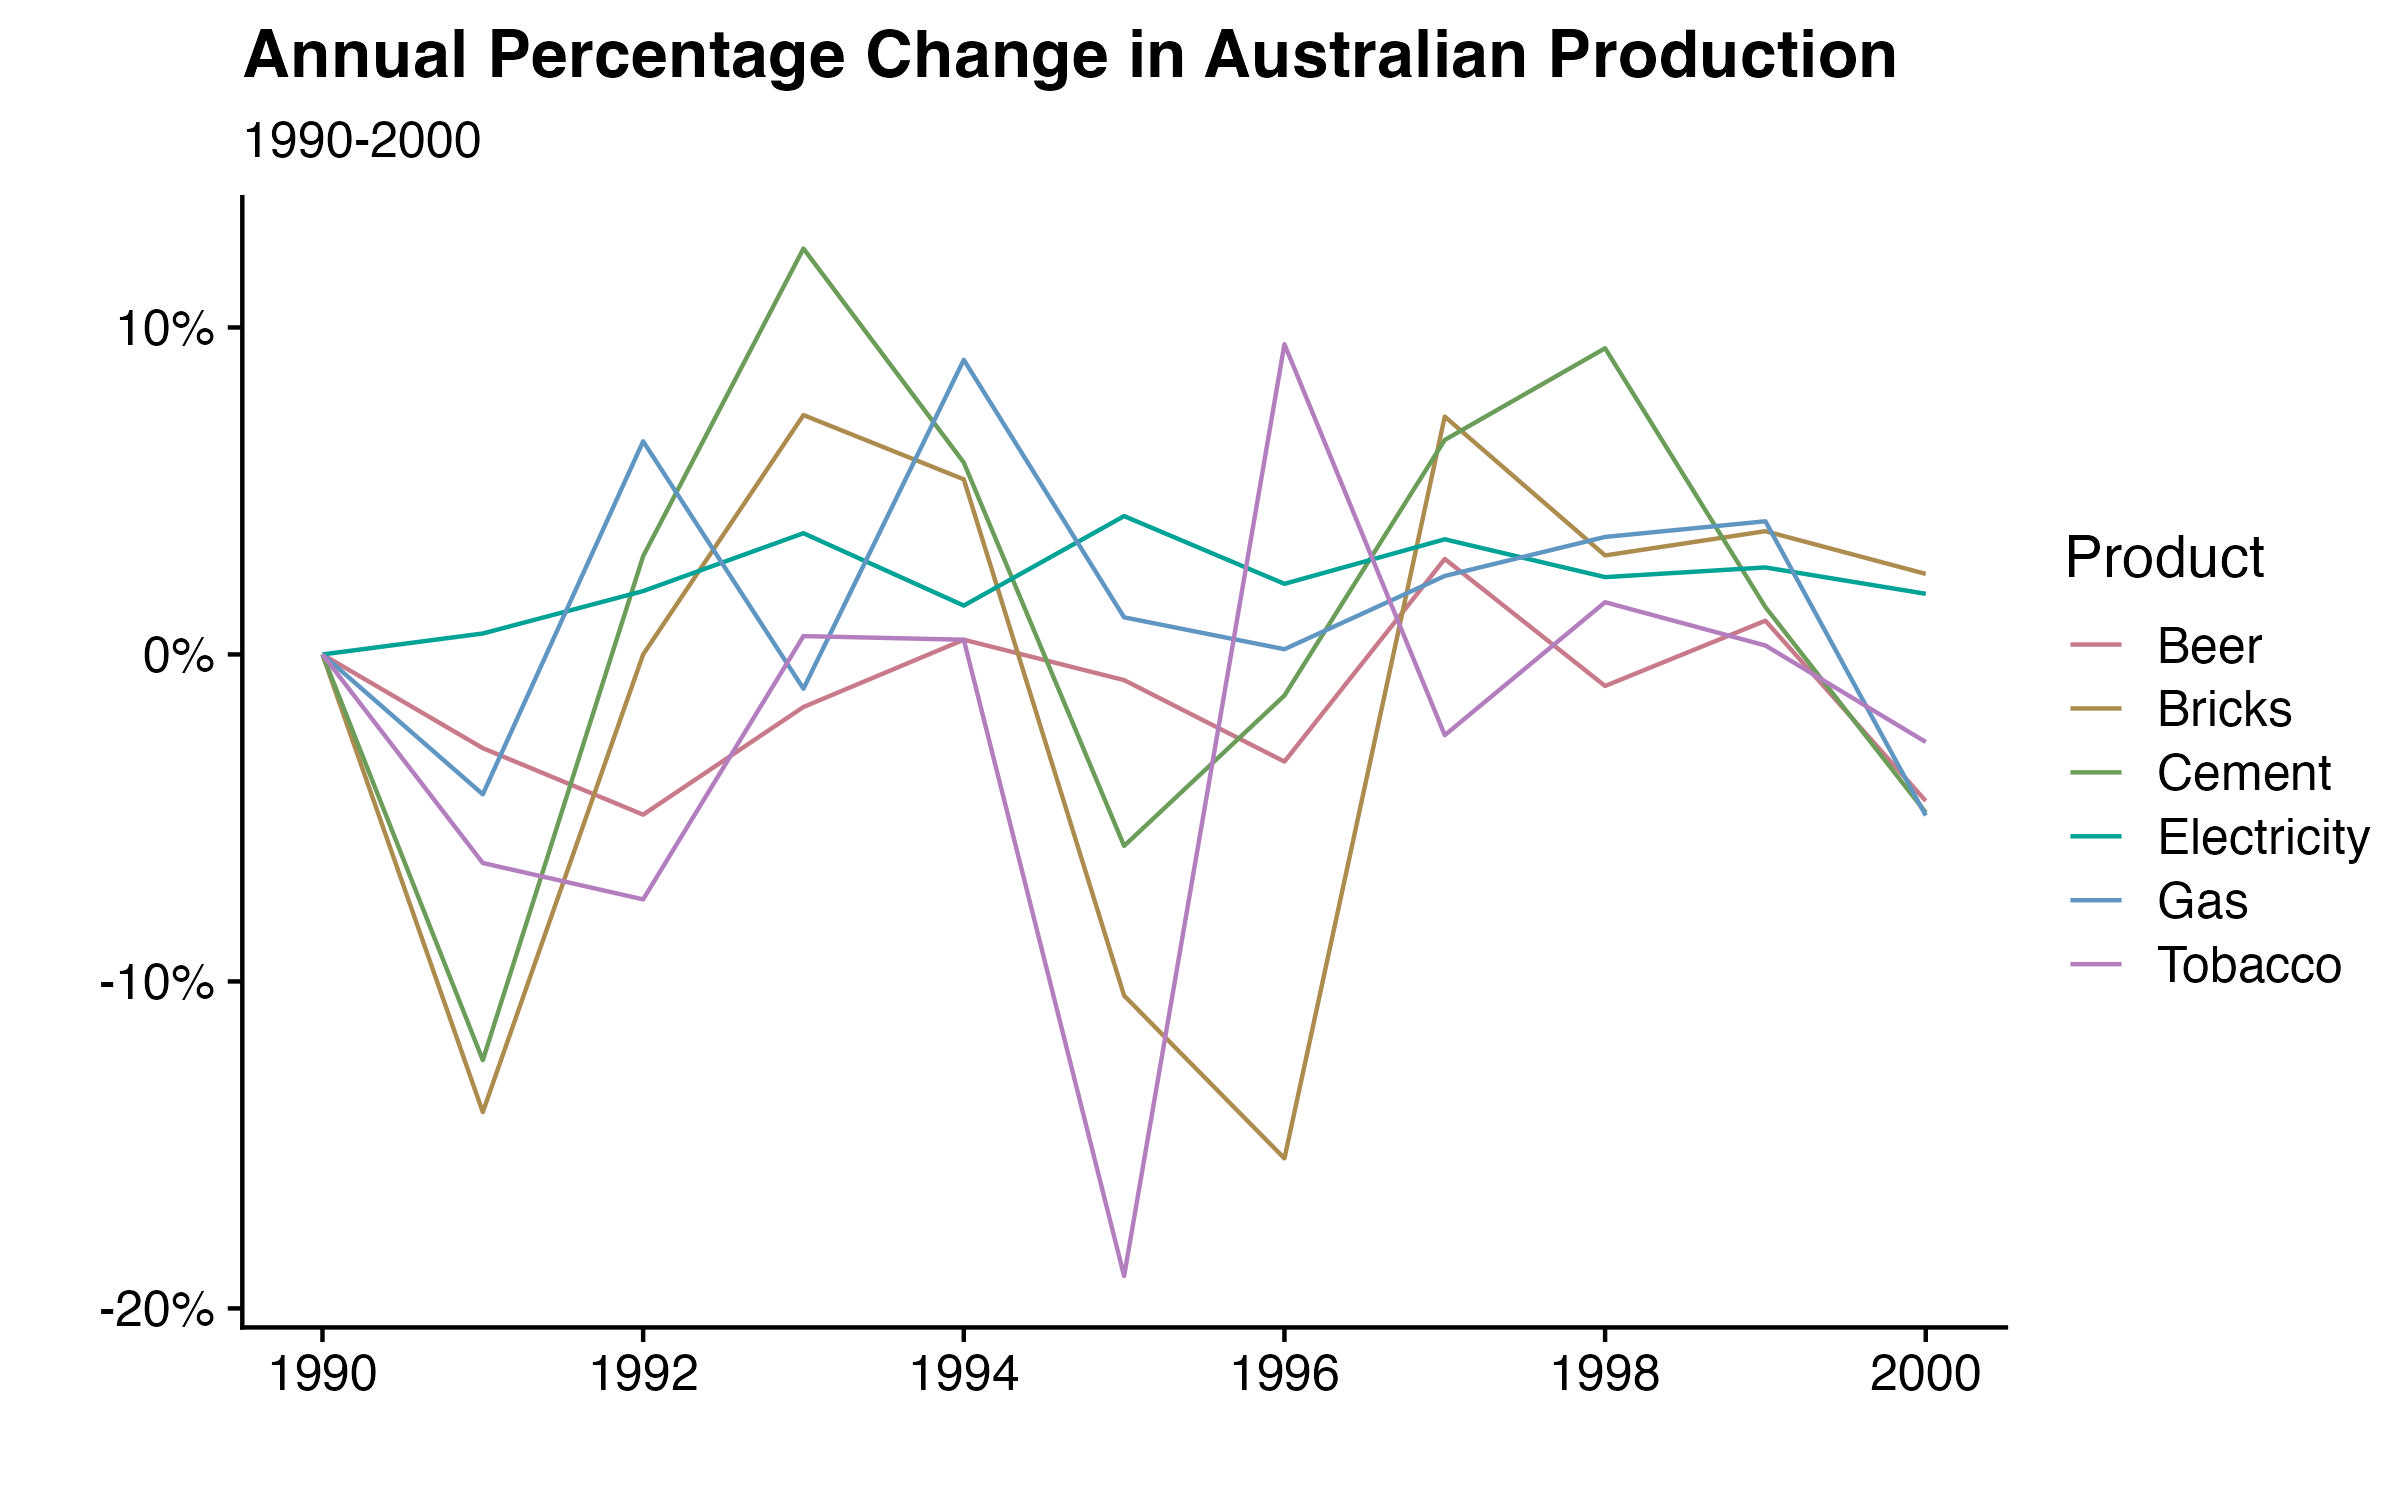 Annual Percentage Change in Australian Production
1990-2000
10%
0%
-10%
-20%
1990 1992 1994 1996 1998 2000
Product
Beer
Bricks
Cement
Electricity
Gas
Tobacco